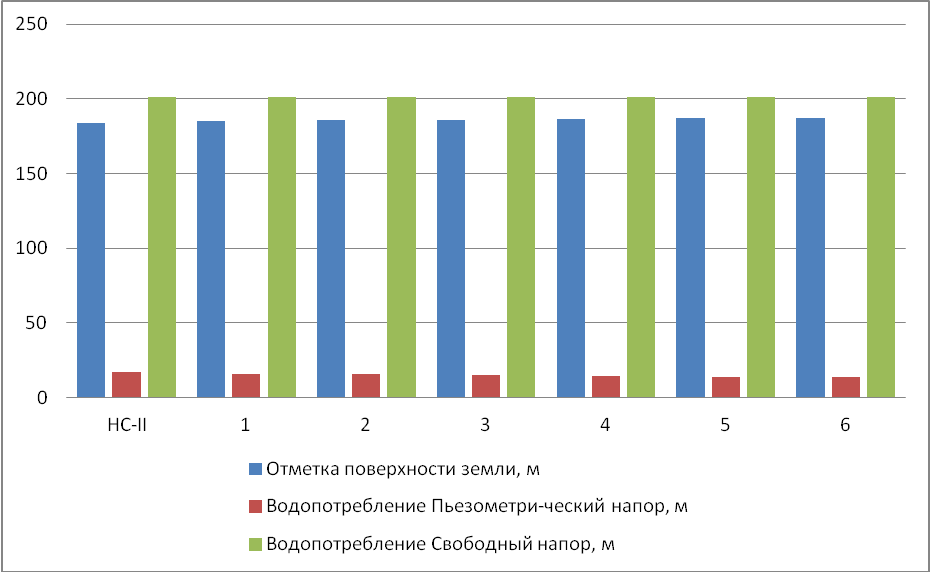 250
200
150
100
50
0
НС-II 1 2 3 4 5 6
Отметка поверхности земли, м
Водопотребление Пьезометри-ческий напор, м
Водопотребление Свободный напор, м